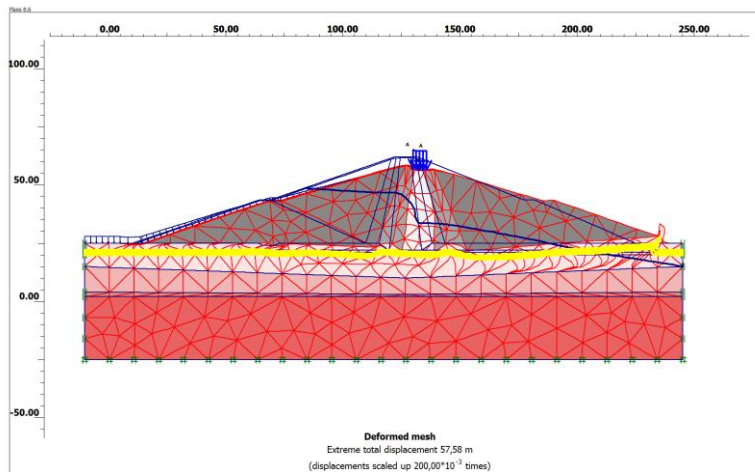 Plaxis 8.6
0.00 50.00 100.00 150.00 200.00 250.00
100.00
A A
50.00
0.00
-50.00
Deformed mesh
Extreme total displacement 57,58 m
(displacements scaled up 200,00*10⁻³ times)